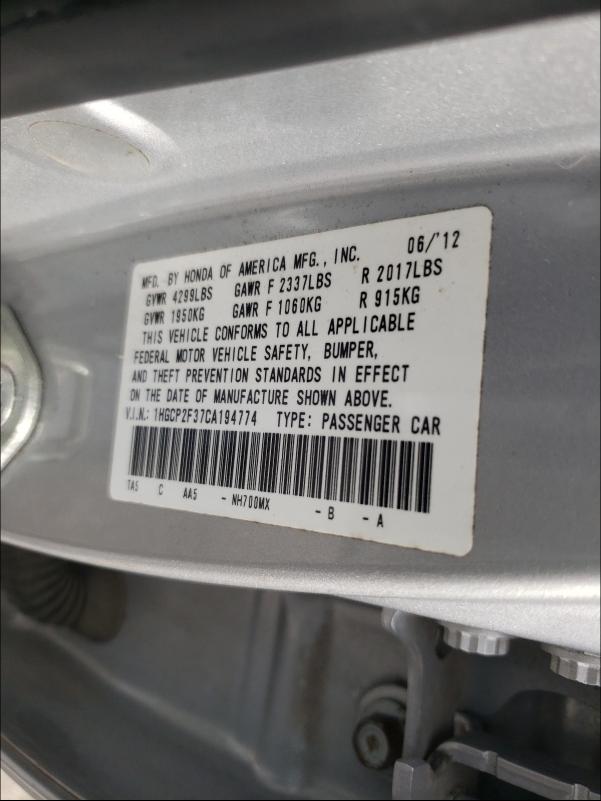 MFD. BY HONDA OF AMERICA MFG., INC. 06/'12
GVWR 4299LBS GAWR F 2337LBS R 2017LBS
GVWR 1950KG GAWR F 1060KG R 915KG
THIS VEHICLE CONFORMS TO ALL APPLICABLE
FEDERAL MOTOR VEHICLE SAFETY, BUMPER,
AND THEFT PREVENTION STANDARDS IN EFFECT
ON THE DATE OF MANUFACTURE SHOWN ABOVE.
V.I.N.: 1HGCP2F37CA194774 TYPE: PASSENGER CAR
TA5 C AA5 - NH700MX - B - A